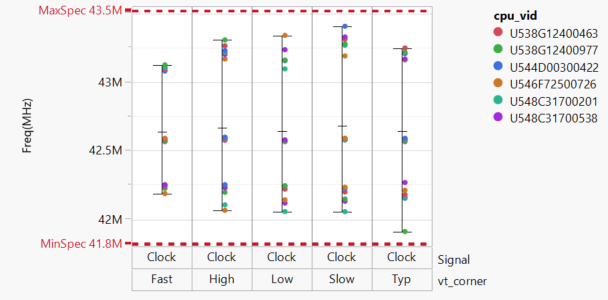 MaxSpec 43.5M
43M
42.5M
42M
MinSpec 41.8M
Freq(MHz)
Clock Clock Clock Clock Clock Signal
Fast High Low Slow Typ vt_corner
cpu_vid
U538G12400463
U538G12400977
U544D00300422
U546F72500726
U548C31700201
U548C31700538